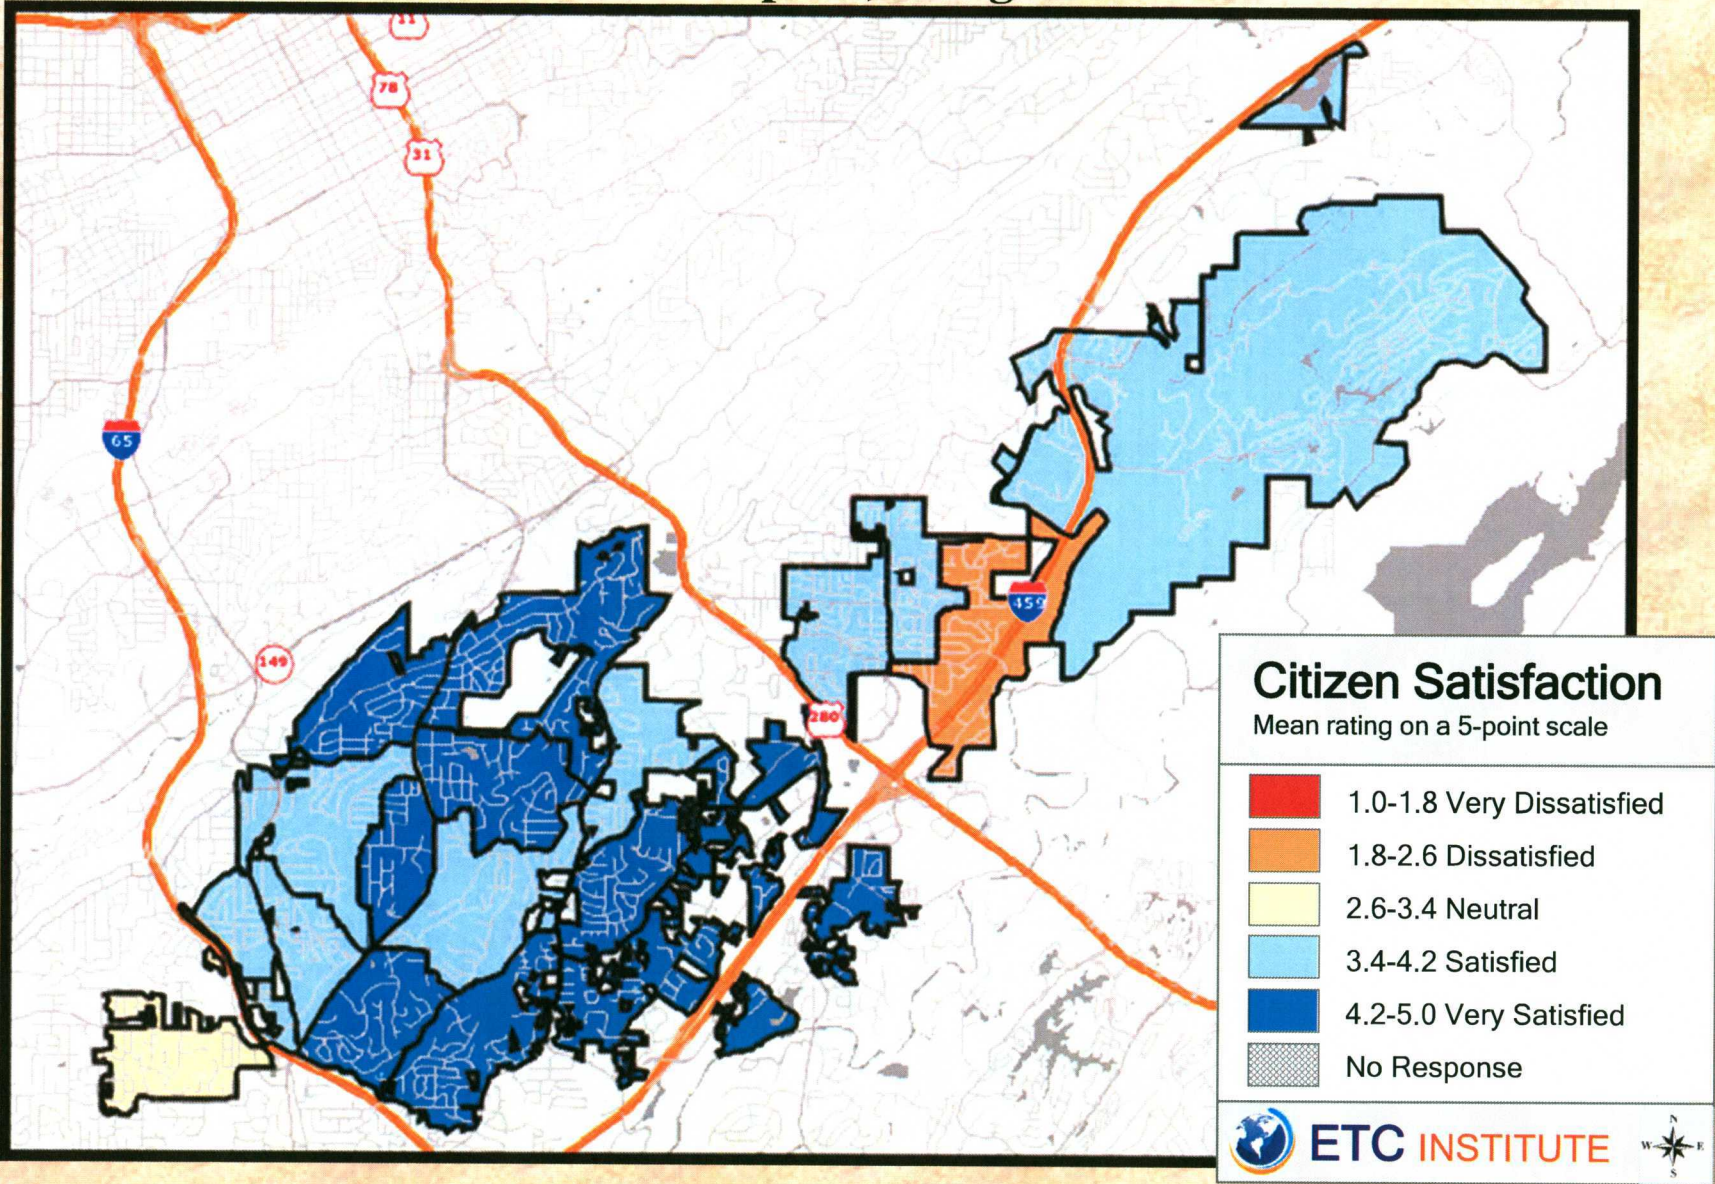 11
78
31
65
459
149
280
Citizen Satisfaction
Mean rating on a 5-point scale
1.0-1.8 Very Dissatisfied
1.8-2.6 Dissatisfied
2.6-3.4 Neutral
3.4-4.2 Satisfied
4.2-5.0 Very Satisfied
No Response
ETC INSTITUTE
N
W E
S